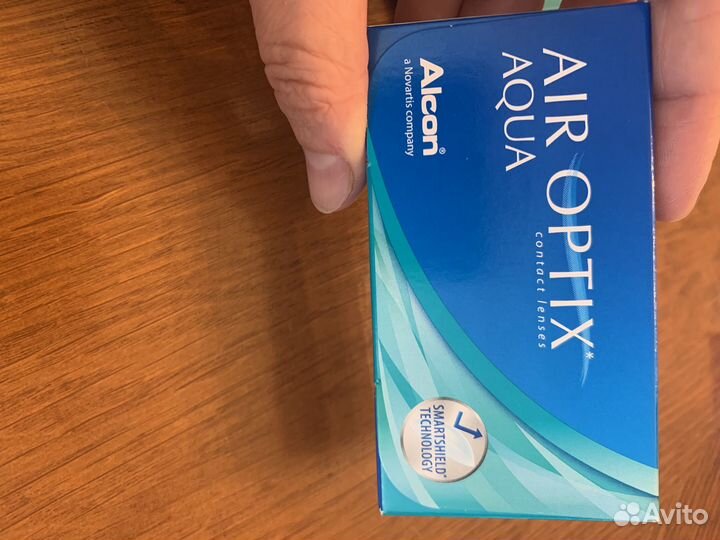 AIR OPTIX*
AQUA
contact lenses
Alcon®
a Novartis company
SMARTSHIELD®
TECHNOLOGY
Avito